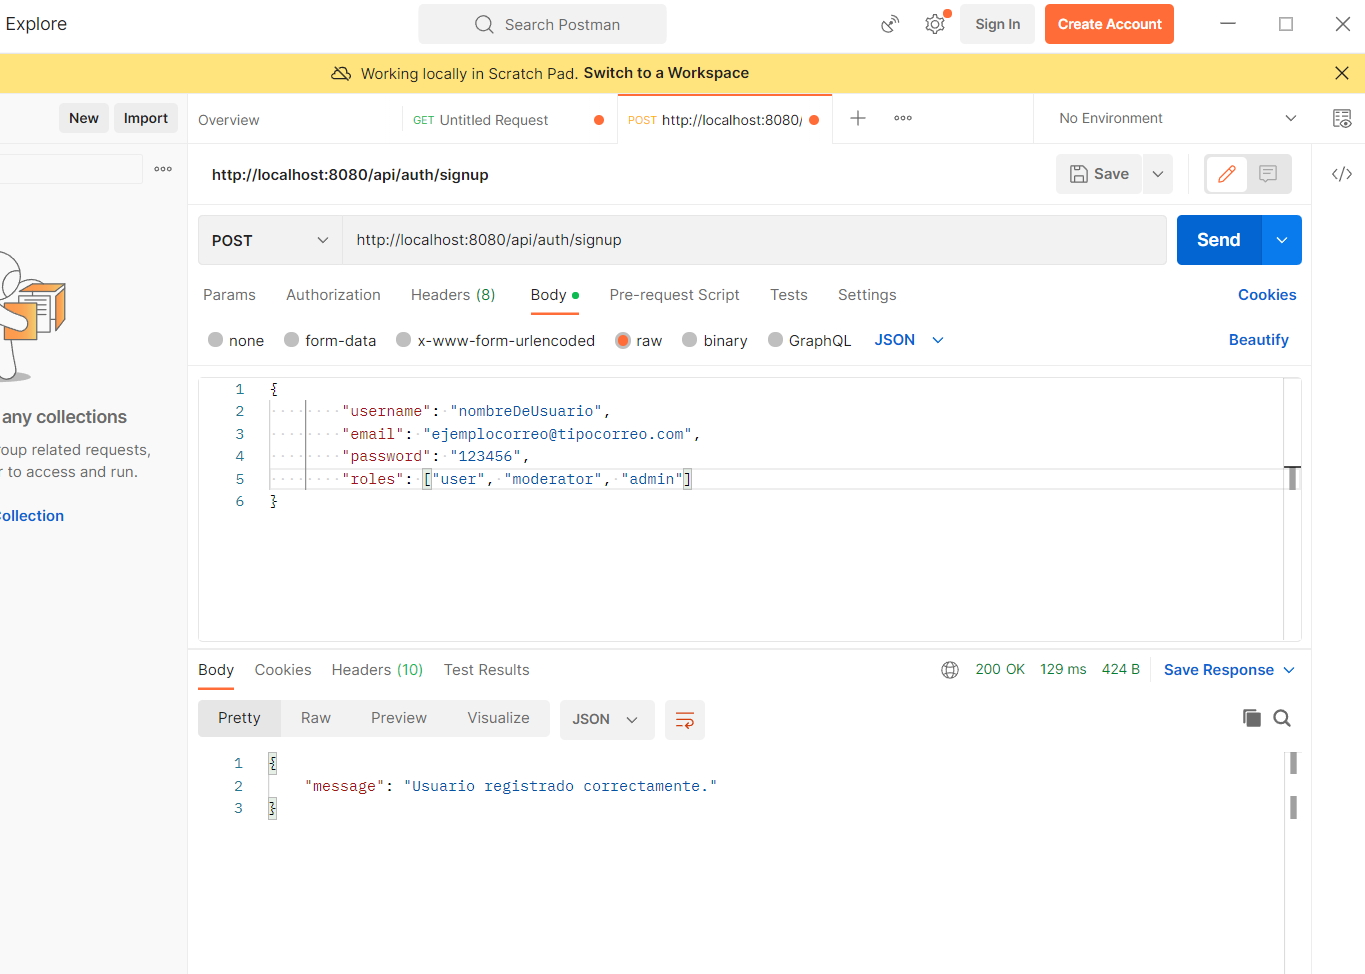 Explore
Search Postman
Sign In
Create Account
Working locally in Scratch Pad. Switch to a Workspace
New
Import
Overview
GET Untitled Request
POST http://localhost:8080/
No Environment
http://localhost:8080/api/auth/signup
Save
POST
http://localhost:8080/api/auth/signup
Send
Params
Authorization
Headers (8)
Body
Pre-request Script
Tests
Settings
Cookies
none
form-data
x-www-form-urlencoded
raw
binary
GraphQL
JSON
Beautify
any collections
roup related requests,
r to access and run.
ollection
1 {
2 "username": "nombreDeUsuario",
3 "email": "ejemplocorreo@tipocorreo.com",
4 "password": "123456",
5 "roles": ["user", "moderator", "admin"]
6 }
Body
Cookies
Headers (10)
Test Results
200 OK
129 ms
424 B
Save Response
Pretty
Raw
Preview
Visualize
JSON
1 {
2 "message": "Usuario registrado correctamente."
3 }